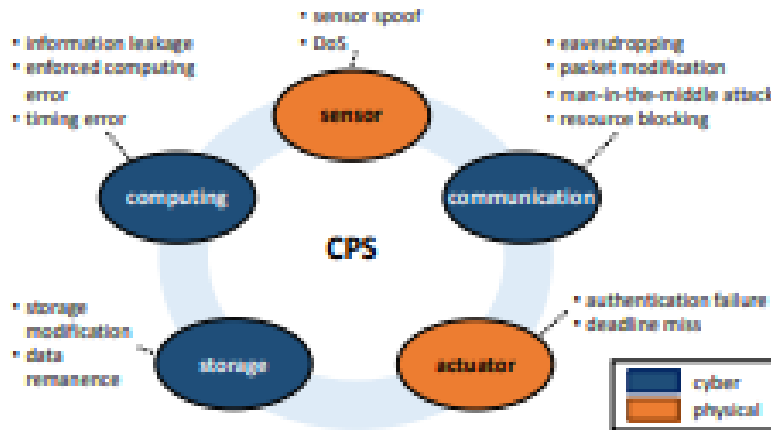 • sensor spoof
• DoS
• information leakage
• enforced computing
error
• timing error
• eavesdropping
• packet modification
• man-in-the-middle attack
• resource blocking
sensor
computing
communication
CPS
• storage
modification
• data
remanence
• authentication failure
• deadline miss
storage
actuator
cyber
physical